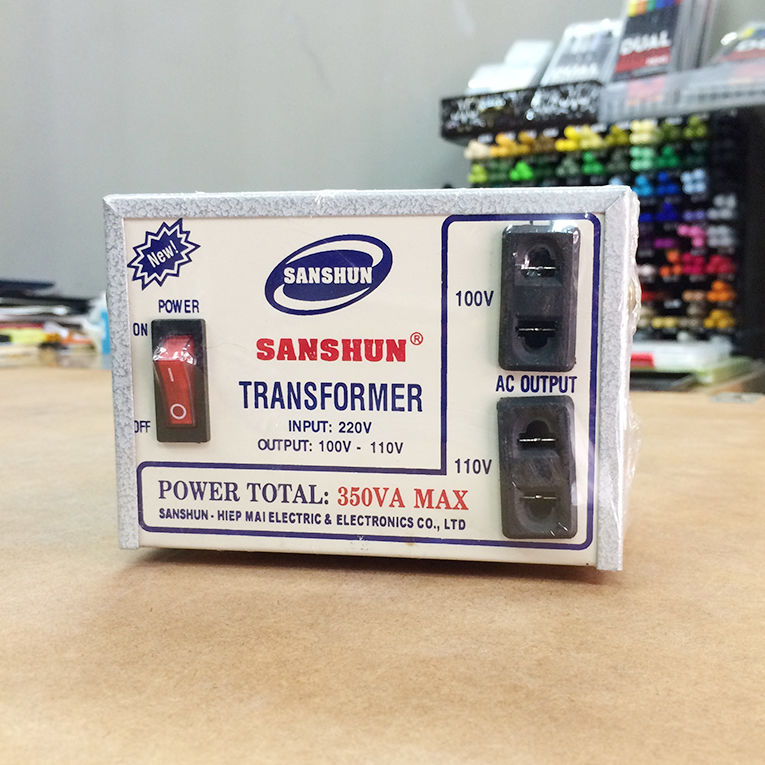 New!
POWER
ON
OFF
SANSHUN
SANSHUN®
TRANSFORMER
INPUT: 220V
OUTPUT: 100V - 110V
100V
AC OUTPUT
110V
POWER TOTAL: 350VA MAX
SANSHUN - HIEP MAI ELECTRIC & ELECTRONICS CO., LTD
DUAL
DUAL